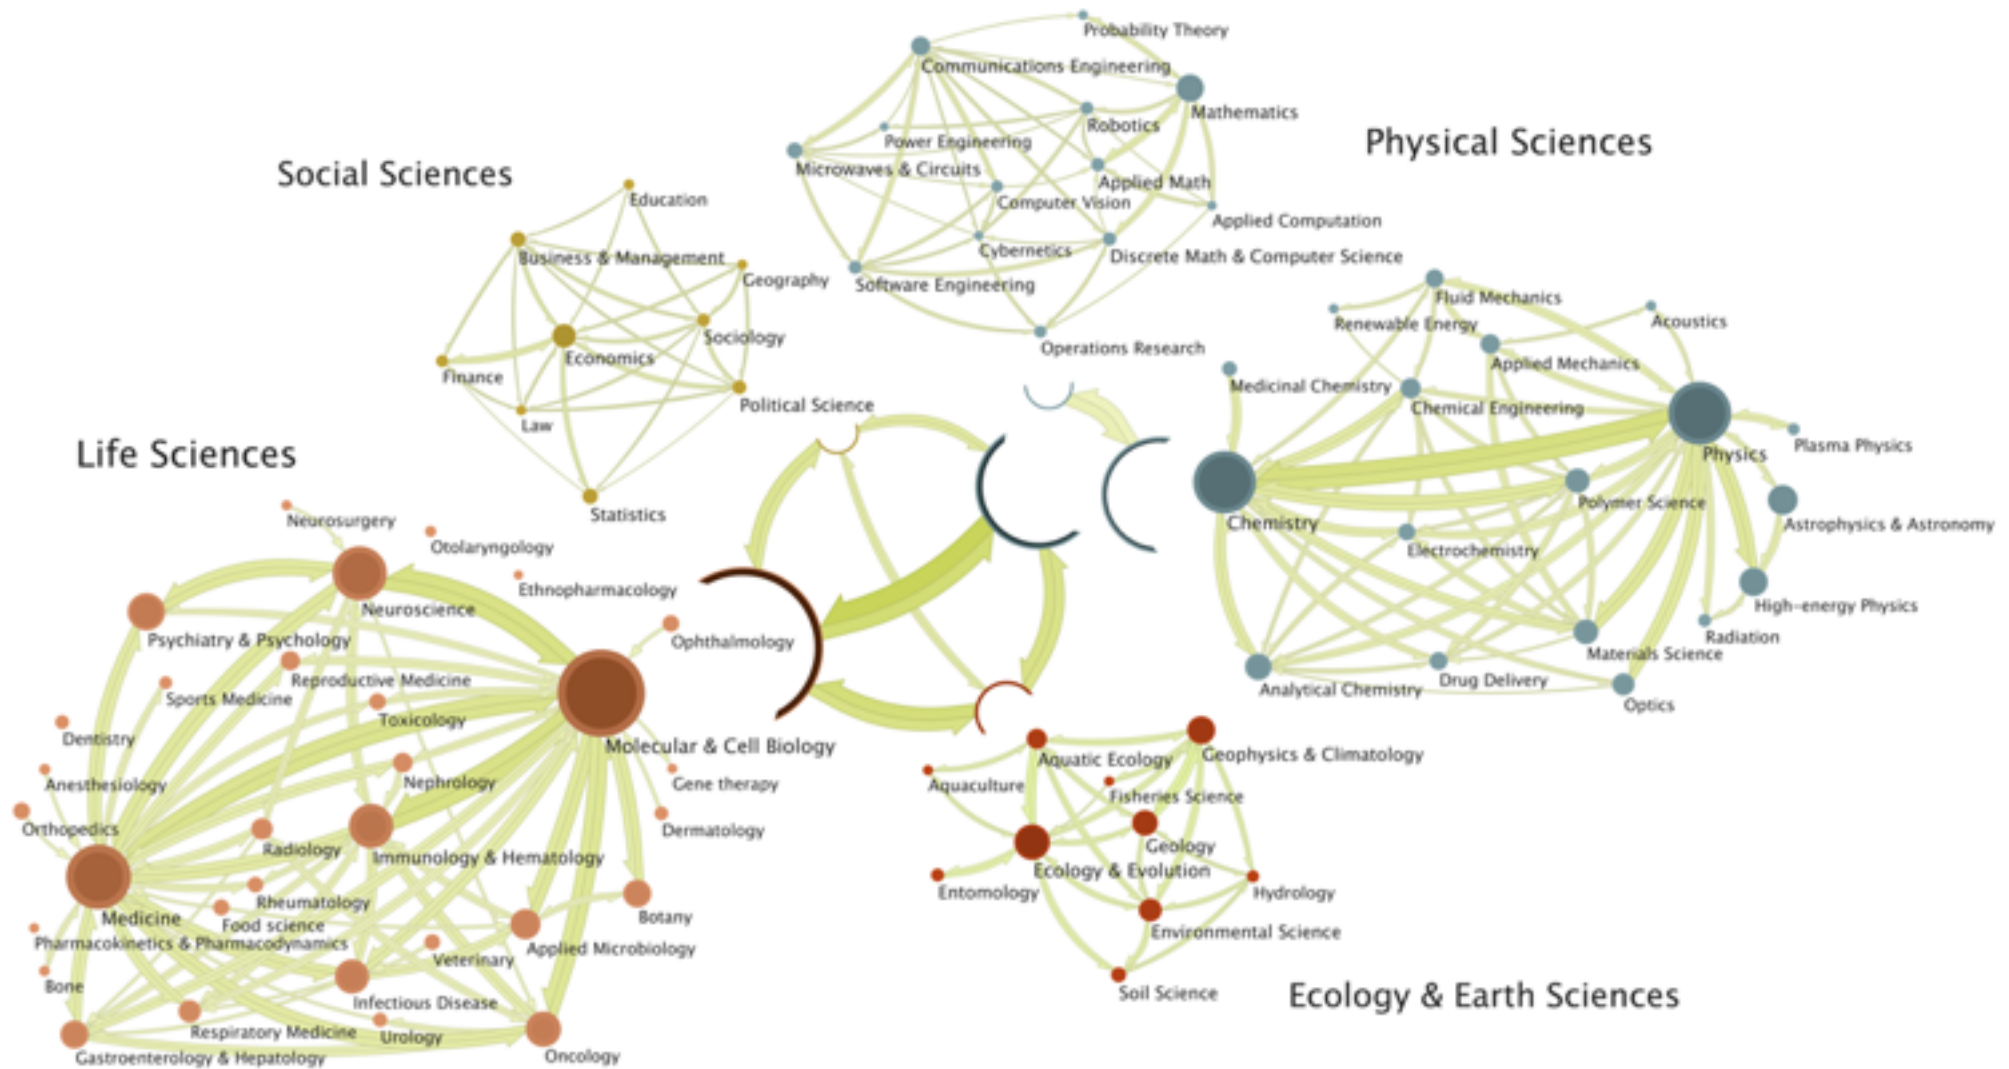 Probability Theory
Communications Engineering
Mathematics
Robotics
Power Engineering
Physical Sciences
Microwaves & Circuits
Social Sciences
Applied Math
Education
Computer Vision
Applied Computation
Cybernetics
Discrete Math & Computer Science
Business & Management
Geography
Software Engineering
Fluid Mechanics
Renewable Energy
Acoustics
Sociology
Operations Research
Economics
Applied Mechanics
Finance
Medicinal Chemistry
Political Science
Chemical Engineering
Law
Plasma Physics
Life Sciences
Physics
Polymer Science
Statistics
Neurosurgery
Chemistry
Astrophysics & Astronomy
Otolaryngology
Electrochemistry
Ethnopharmacology
Neuroscience
High-energy Physics
Psychiatry & Psychology
Ophthalmology
Radiation
Materials Science
Reproductive Medicine
Drug Delivery
Analytical Chemistry
Sports Medicine
Optics
Toxicology
Dentistry
Molecular & Cell Biology
Geophysics & Climatology
Aquatic Ecology
Anesthesiology
Nephrology
Gene therapy
Aquaculture
Fisheries Science
Orthopedics
Dermatology
Radiology
Immunology & Hematology
Geology
Ecology & Evolution
Entomology
Hydrology
Rheumatology
Medicine
Food science
Botany
Environmental Science
Pharmacokinetics & Pharmacodynamics
Applied Microbiology
Veterinary
Bone
Soil Science
Ecology & Earth Sciences
Infectious Disease
Respiratory Medicine
Urology
Gastroenterology & Hepatology
Oncology